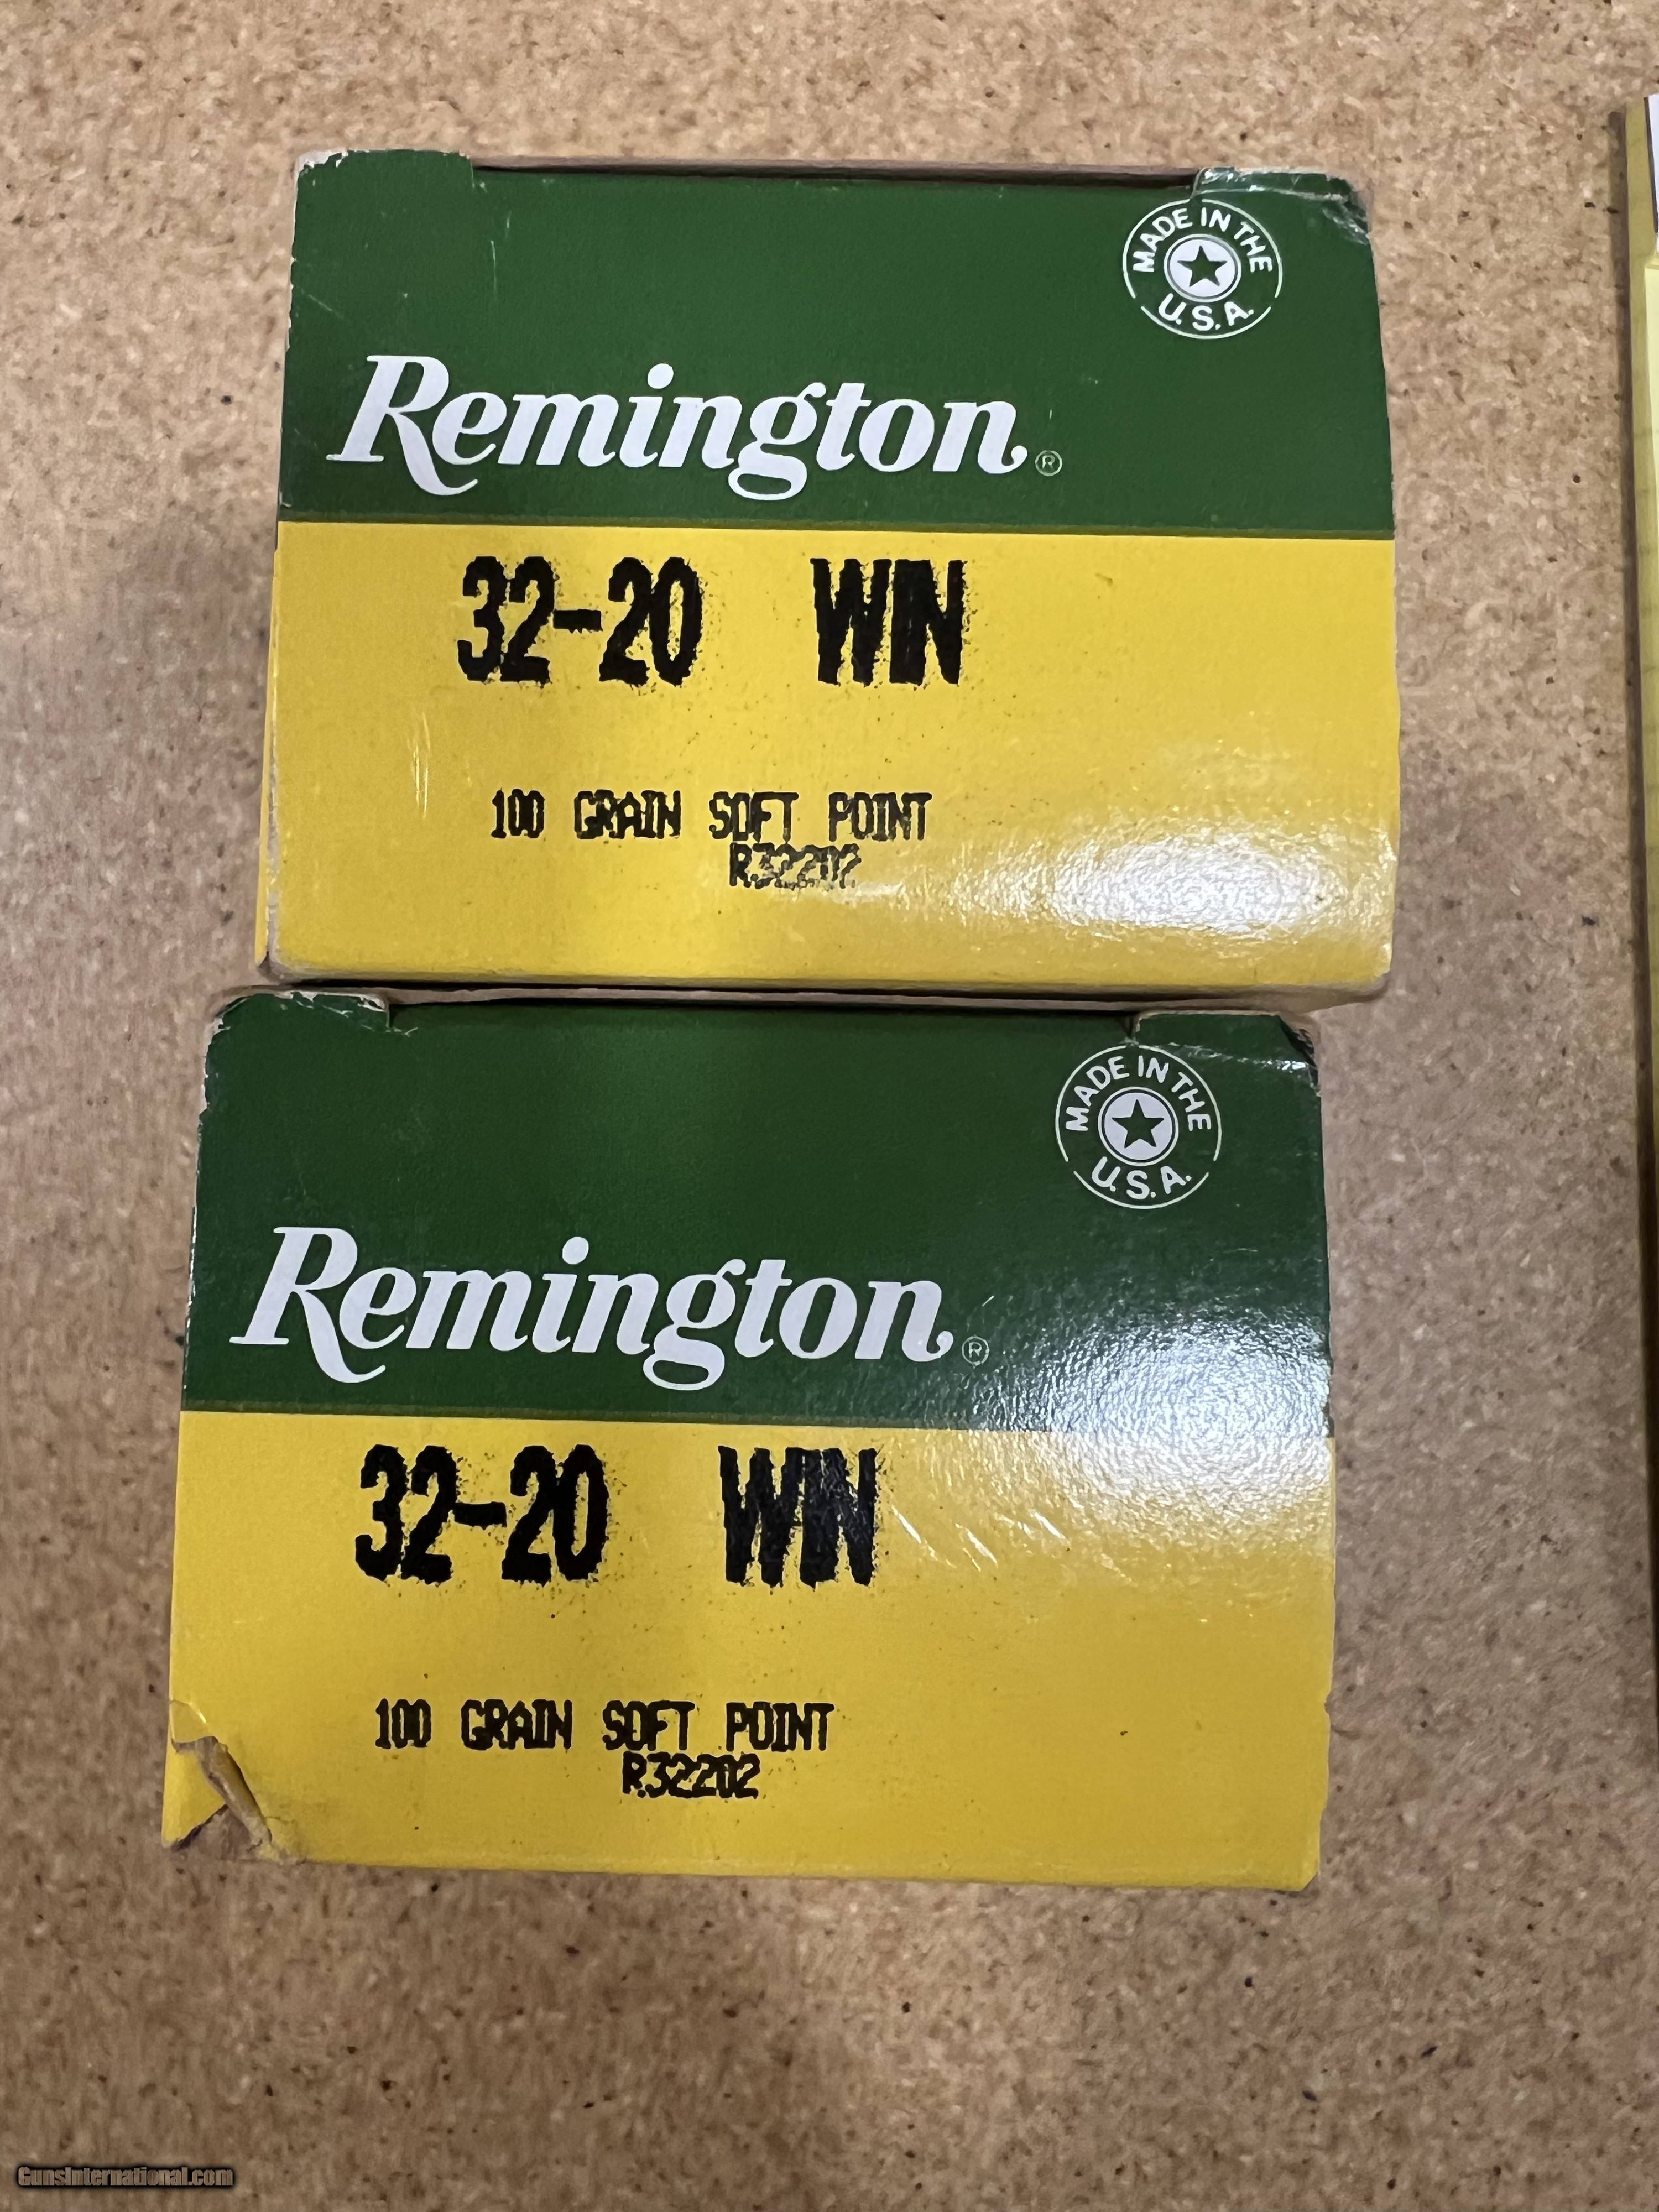 MADE IN THE
U.S.A.
Remington®
32-20 WIN
100 GRAIN SOFT POINT
R32202
MADE IN THE
U.S.A.
Remington®
32-20 WIN
100 GRAIN SOFT POINT
R32202
GunsInternational.com